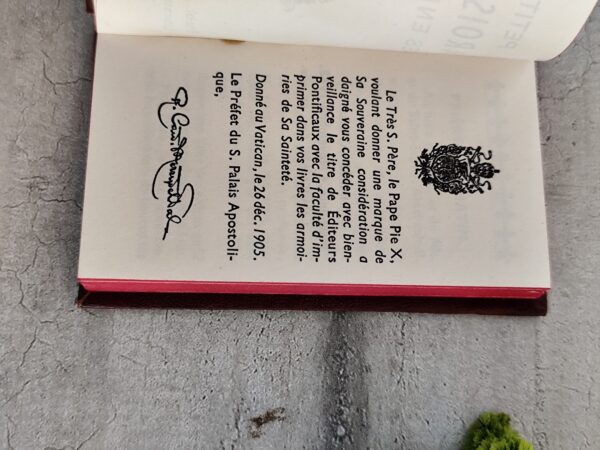 Le Très S. Père, le Pape Pie X,
voulant donner une marque de
Sa Souveraine considération a
daigné vous concéder avec bien-
veillance le titre de Éditeurs
Pontificaux avec la faculté d'im-
primer dans vos livres les armoi-
ries de Sa Sainteté.
Donné au Vatican, le 26 déc. 1905.
Le Préfet du S. Palais Apostoli-
que,